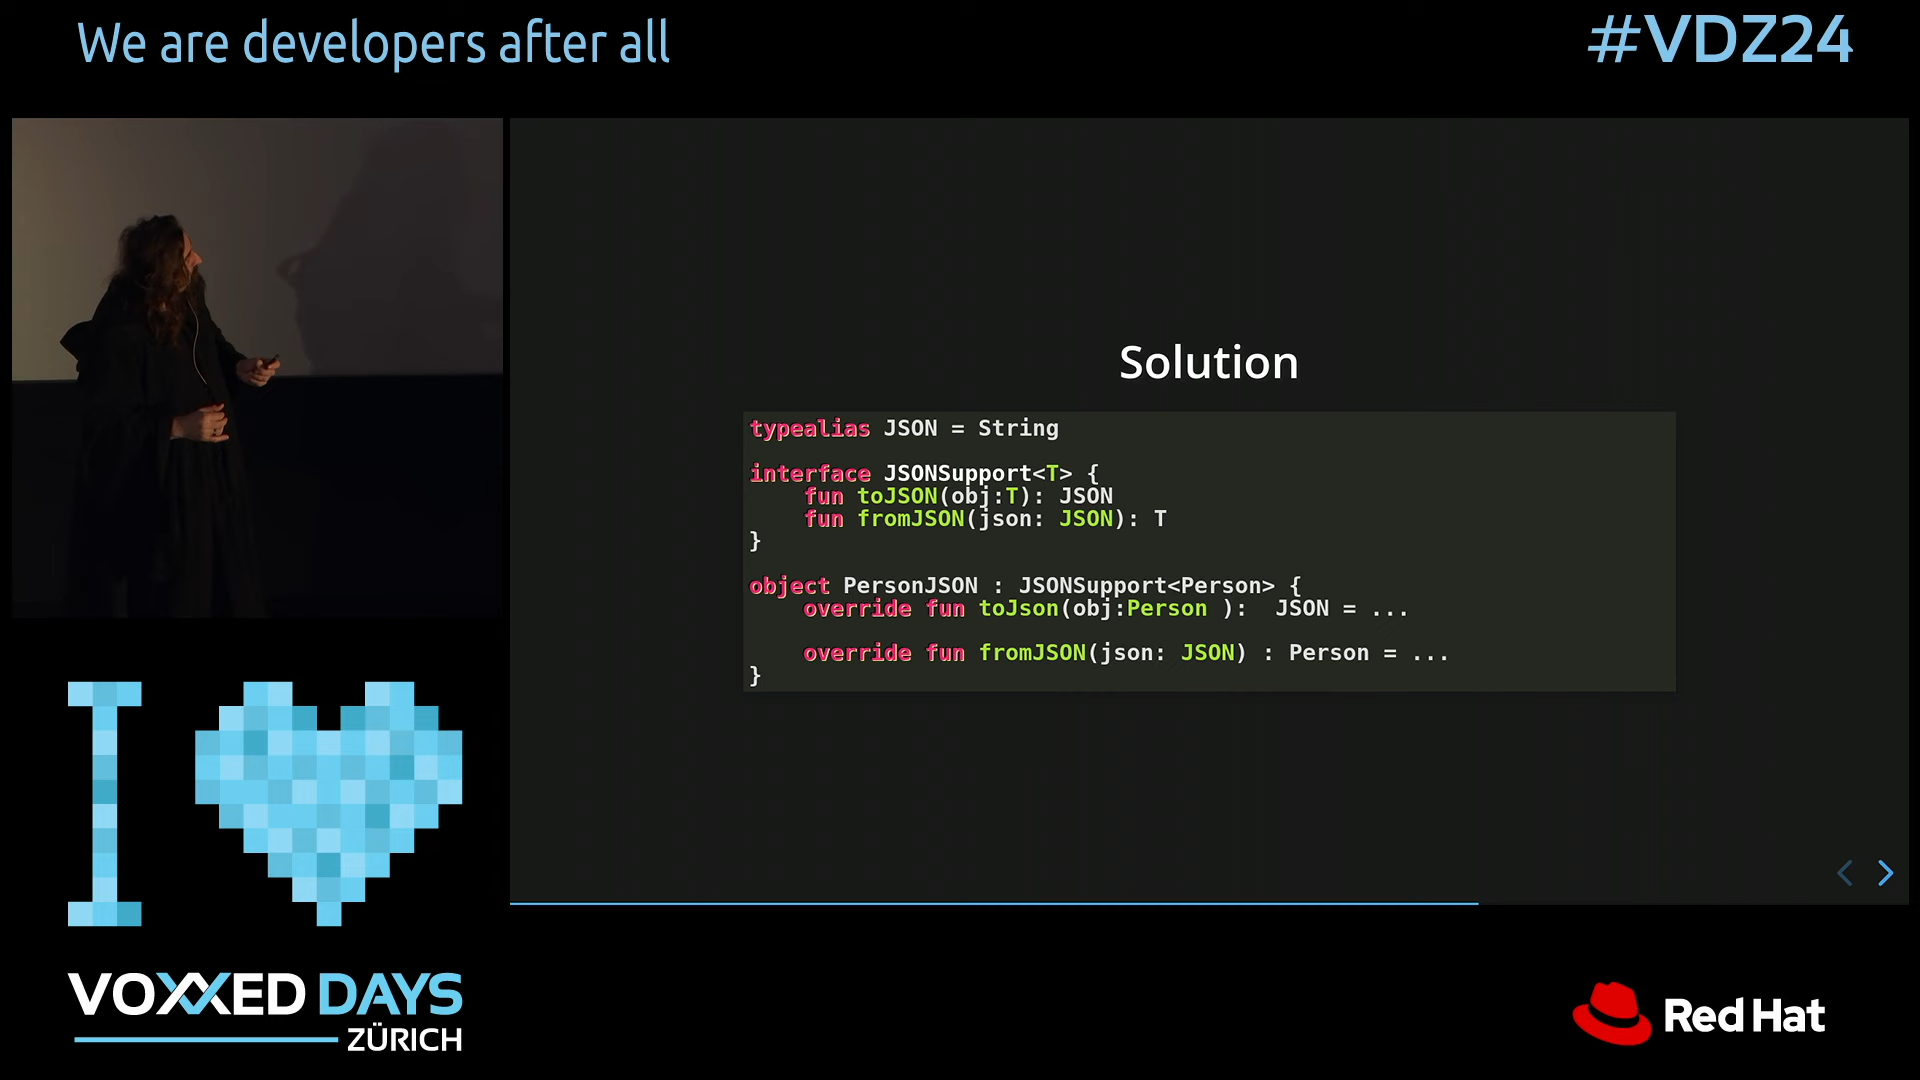 We are developers after all
#VDZ24
Solution
typealias JSON = String
interface JSONSupport<T> {
fun toJSON(obj:T): JSON
fun fromJSON(json: JSON): T
}
object PersonJSON : JSONSupport<Person> {
override fun toJson(obj:Person ):  JSON = ...
override fun fromJSON(json: JSON) : Person = ...
}
I
VOXXED DAYS
ZÜRICH
Red Hat